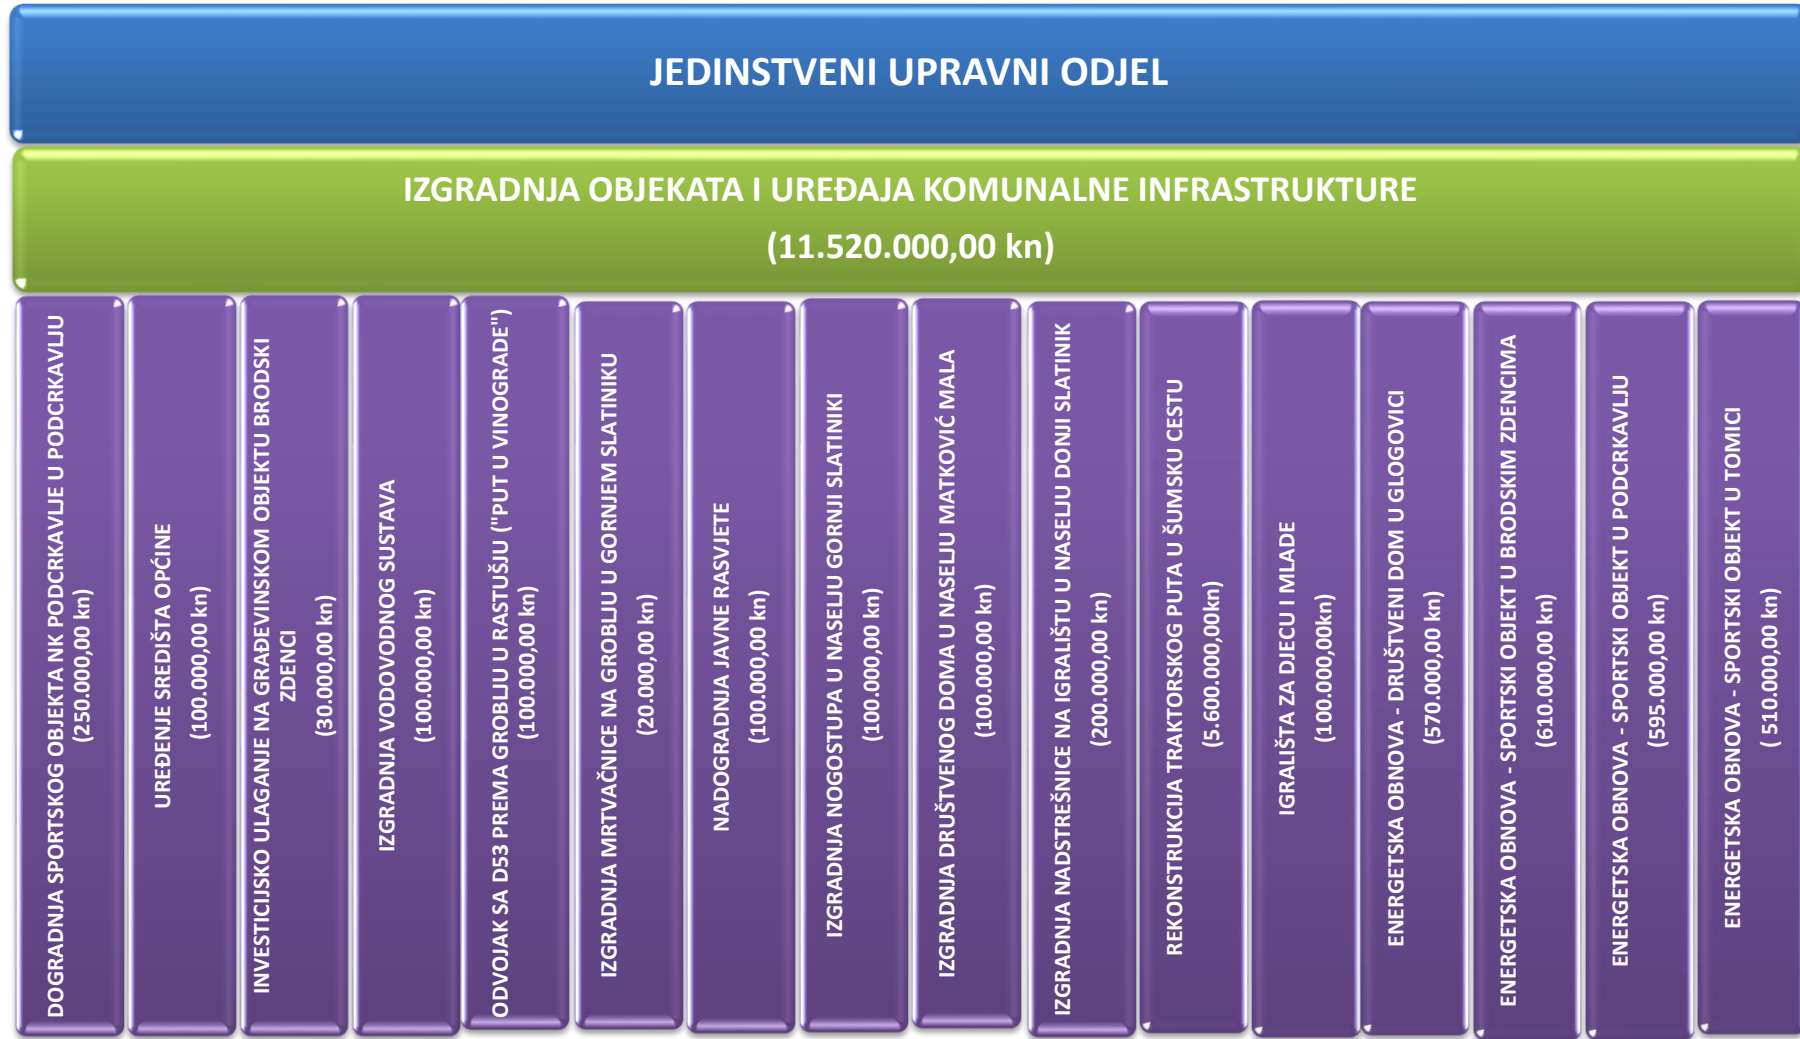 JEDINSTVENI UPRAVNI ODJEL
IZGRADNJA OBJEKATA I UREĐAJA KOMUNALNE INFRASTRUKTURE
(11.520.000,00 kn)
DOGRADNJA SPORTSKOG OBJEKTA NK PODCRKAVLJE U PODCRKAVLJU
(250.000,00 kn)
UREĐENJE SREDIŠTA OPĆINE
(100.000,00 kn)
INVESTICIJSKO ULAGANJE NA GRAĐEVINSKOM OBJEKTU BRODSKI
ZDENCI
(30.000,00 kn)
IZGRADNJA VODOVODNOG SUSTAVA
(100.000,00 kn)
ODVOJAK SA D53 PREMA GROBLJU U RASTUŠJU ("PUT U VINOGRADE")
(100.000,00 kn)
IZGRADNJA MRTVAČNICE NA GROBLJU U GORNJEM SLATINIKU
(20.000,00 kn)
NADOGRADNJA JAVNE RASVJETE
(100.000,00 kn)
IZGRADNJA NOGOSTUPA U NASELJU GORNJI SLATINIKI
(100.000,00 kn)
IZGRADNJA DRUŠTVENOG DOMA U NASELJU MATKOVIĆ MALA
(100.000,00 kn)
IZGRADNJA NADSTREŠNICE NA IGRALIŠTU U NASELJU DONJI SLATINIK
(200.000,00 kn)
REKONSTRUKCIJA TRAKTORSKOG PUTA U ŠUMSKU CESTU
(5.600.000,00kn)
IGRALIŠTA ZA DJECU I MLADE
(100.000,00kn)
ENERGETSKA OBNOVA - DRUŠTVENI DOM U GLOGOVICI
(570.000,00 kn)
ENERGETSKA OBNOVA - SPORTSKI OBJEKT U BRODSKIM ZDENCIMA
(610.000,00 kn)
ENERGETSKA OBNOVA - SPORTSKI OBJEKT U PODCRKAVLJU
(595.000,00 kn)
ENERGETSKA OBNOVA - SPORTSKI OBJEKT U TOMICI
( 510.000,00 kn)